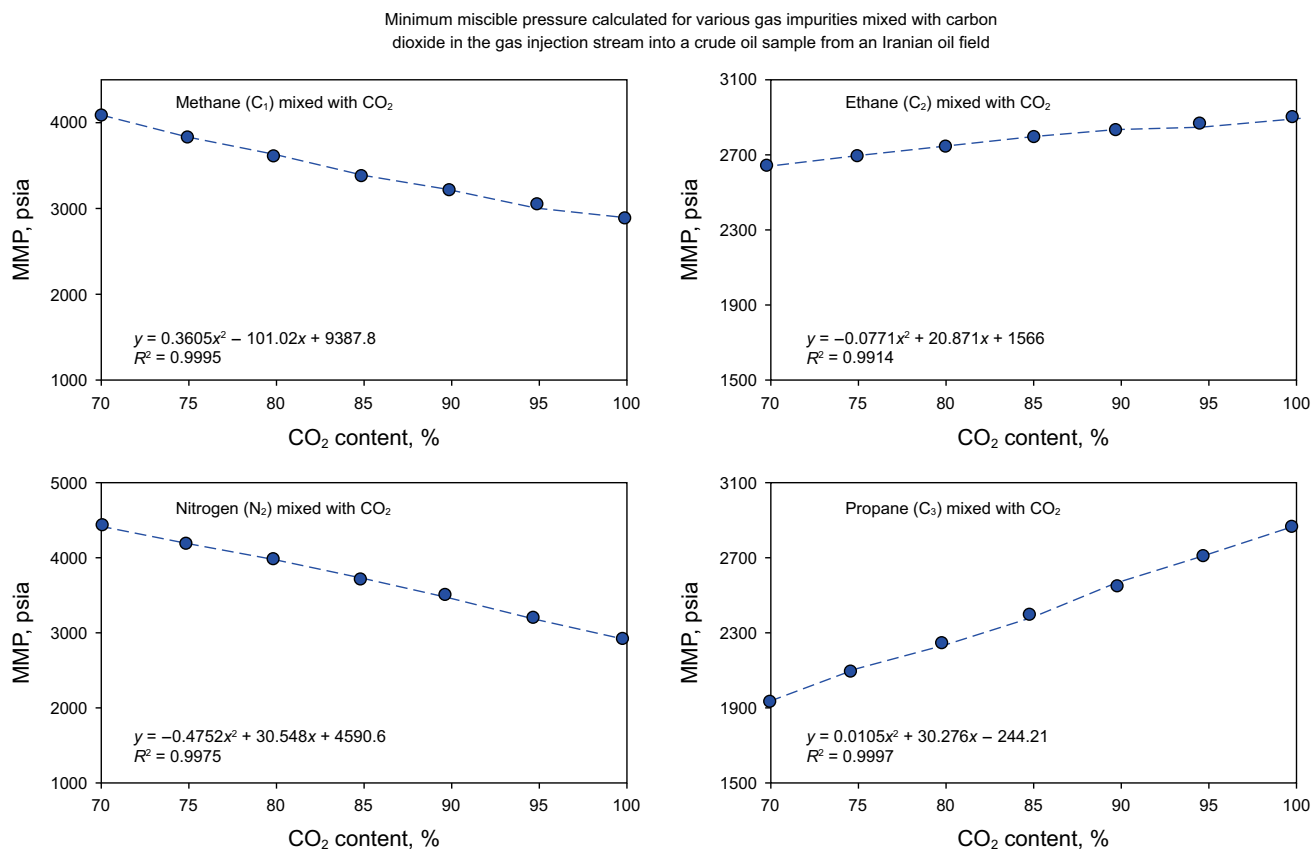 Minimum miscible pressure calculated for various gas impurities mixed with carbon
dioxide in the gas injection stream into a crude oil sample from an Iranian oil field
Methane (C₁) mixed with CO₂
MMP, psia
4000
3000
2000
1000
y = 0.3605x² – 101.02x + 9387.8
R² = 0.9995
70 75 80 85 90 95 100
CO₂ content, %
Ethane (C₂) mixed with CO₂
MMP, psia
3100
2700
2300
1900
1500
y = –0.0771x² + 20.871x + 1566
R² = 0.9914
70 75 80 85 90 95 100
CO₂ content, %
Nitrogen (N₂) mixed with CO₂
MMP, psia
5000
4000
3000
2000
1000
y = –0.4752x² + 30.548x + 4590.6
R² = 0.9975
70 75 80 85 90 95 100
CO₂ content, %
Propane (C₃) mixed with CO₂
MMP, psia
3100
2700
2300
1900
1500
y = 0.0105x² + 30.276x – 244.21
R² = 0.9997
70 75 80 85 90 95 100
CO₂ content, %